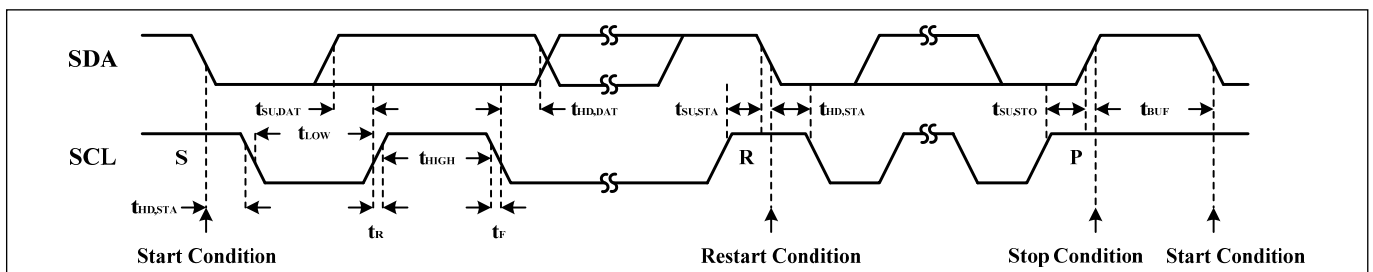 SDA
tSU,DAT tHD,DAT tSU,STA tHD,STA tSU,STO tBUF
tLOW
SCL S tHIGH R P
tHD,STA
tR tF
Start Condition Restart Condition Stop Condition Start Condition